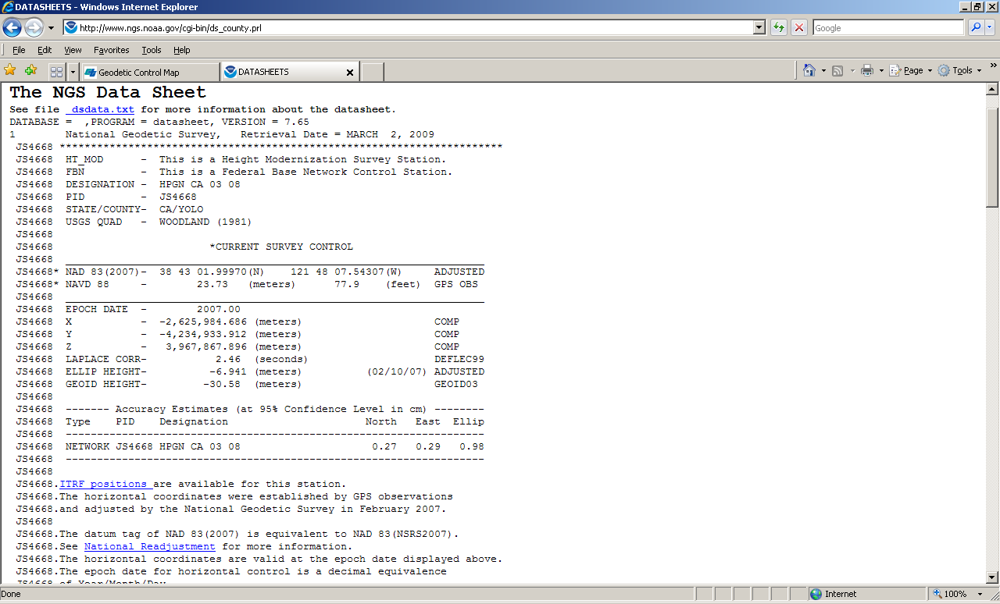 DATASHEETS - Windows Internet Explorer
http://www.ngs.noaa.gov/cgi-bin/ds_county.prl
Google
File Edit View Favorites Tools Help
Geodetic Control Map DATASHEETS Page Tools
The NGS Data Sheet
See file dsdata.txt for more information about the datasheet.
DATABASE = ,PROGRAM = datasheet, VERSION = 7.65
1 National Geodetic Survey, Retrieval Date = MARCH 2, 2009
JS4668 ***********************************************************************
JS4668 HT_MOD - This is a Height Modernization Survey Station.
JS4668 FBN - This is a Federal Base Network Control Station.
JS4668 DESIGNATION - HPGN CA 03 08
JS4668 PID - JS4668
JS4668 STATE/COUNTY- CA/YOLO
JS4668 USGS QUAD - WOODLAND (1981)
JS4668
JS4668 *CURRENT SURVEY CONTROL
JS4668 ___________________________________________________________________
JS4668* NAD 83(2007)- 38 43 01.99970(N) 121 48 07.54307(W) ADJUSTED
JS4668* NAVD 88 - 23.73 (meters) 77.9 (feet) GPS OBS
JS4668 ___________________________________________________________________
JS4668 EPOCH DATE - 2007.00
JS4668 X - -2,625,984.686 (meters) COMP
JS4668 Y - -4,234,933.912 (meters) COMP
JS4668 Z - 3,967,867.896 (meters) COMP
JS4668 LAPLACE CORR- 2.46 (seconds) DEFLEC99
JS4668 ELLIP HEIGHT- -6.941 (meters) (02/10/07) ADJUSTED
JS4668 GEOID HEIGHT- -30.58 (meters) GEOID03
JS4668
JS4668 ------- Accuracy Estimates (at 95% Confidence Level in cm) --------
JS4668 Type PID Designation North East Ellip
JS4668 -------------------------------------------------------------------
JS4668 NETWORK JS4668 HPGN CA 03 08 0.27 0.29 0.98
JS4668 -------------------------------------------------------------------
JS4668
JS4668.ITRF positions are available for this station.
JS4668.The horizontal coordinates were established by GPS observations
JS4668.and adjusted by the National Geodetic Survey in February 2007.
JS4668
JS4668.The datum tag of NAD 83(2007) is equivalent to NAD 83(NSRS2007).
JS4668.See National Readjustment for more information.
JS4668.The horizontal coordinates are valid at the epoch date displayed above.
JS4668.The epoch date for horizontal control is a decimal equivalence
JS4668.of Year/Month/Day
Done Internet 100%